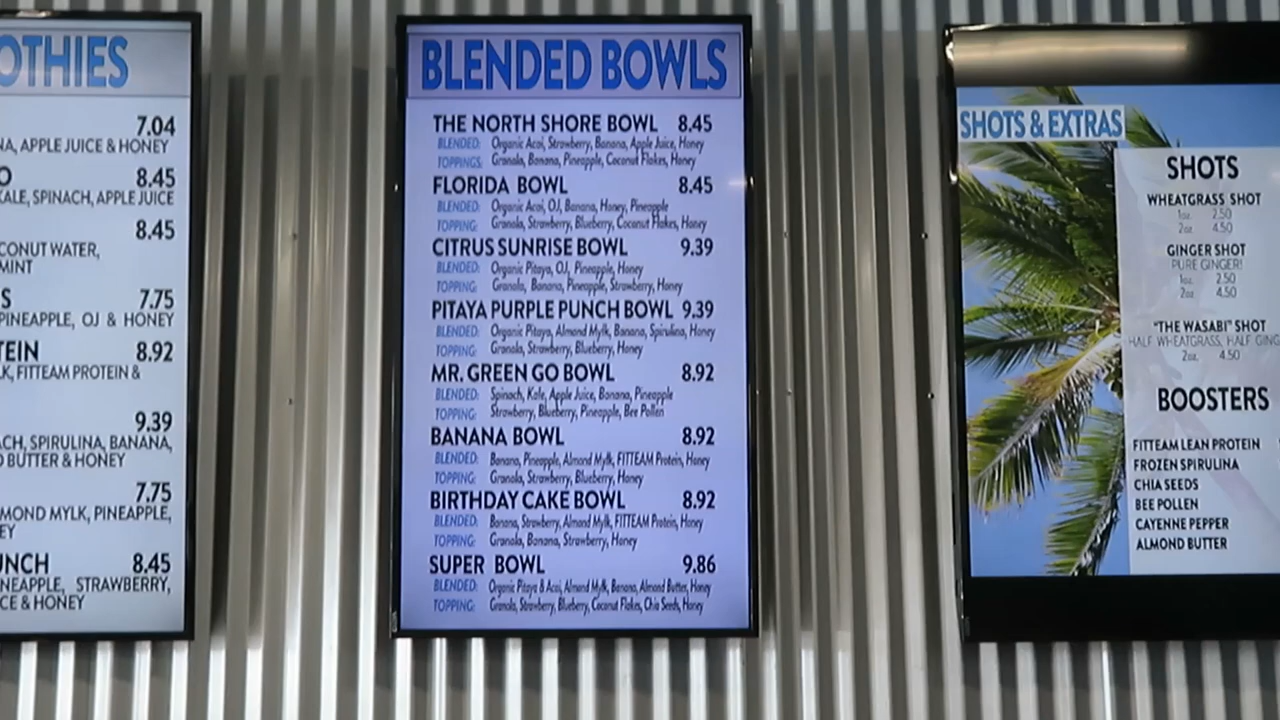 OTHIES
7.04
NA, APPLE JUICE & HONEY
O 8.45
KALE, SPINACH, APPLE JUICE
8.45
CONUT WATER,
MINT
S 7.75
PINEAPPLE, OJ & HONEY
TEIN 8.92
LK, FITTEAM PROTEIN &
9.39
ACH, SPIRULINA, BANANA,
D BUTTER & HONEY
7.75
MOND MYLK, PINEAPPLE,
EY
UNCH 8.45
NEAPPLE, STRAWBERRY,
CE & HONEY
BLENDED BOWLS
THE NORTH SHORE BOWL 8.45
BLENDED: Organic Acai, Strawberry, Banana, Apple Juice, Honey
TOPPINGS: Granola, Banana, Pineapple, Coconut Flakes, Honey
FLORIDA BOWL 8.45
BLENDED: Organic Acai, OJ, Banana, Honey, Pineapple
TOPPING: Granola, Strawberry, Blueberry, Coconut Flakes, Honey
CITRUS SUNRISE BOWL 9.39
BLENDED: Organic Pitaya, OJ, Pineapple, Honey
TOPPING: Granola, Banana, Pineapple, Strawberry, Honey
PITAYA PURPLE PUNCH BOWL 9.39
BLENDED: Organic Pitaya, Almond Mylk, Banana, Spirulina, Honey
TOPPING: Granola, Strawberry, Blueberry, Honey
MR. GREEN GO BOWL 8.92
BLENDED: Spinach, Kale, Apple Juice, Banana, Pineapple
TOPPING: Strawberry, Blueberry, Pineapple, Bee Pollen
BANANA BOWL 8.92
BLENDED: Banana, Pineapple, Almond Mylk, FITTEAM Protein, Honey
TOPPING: Granola, Strawberry, Blueberry, Honey
BIRTHDAY CAKE BOWL 8.92
BLENDED: Banana, Strawberry, Almond Mylk, FITTEAM Protein, Honey
TOPPING: Granola, Banana, Strawberry, Honey
SUPER BOWL 9.86
BLENDED: Organic Pitaya & Acai, Almond Mylk, Banana, Almond Butter, Honey
TOPPING: Granola, Strawberry, Blueberry, Coconut Flakes, Chia Seeds, Honey
SHOTS & EXTRAS
SHOTS
WHEATGRASS SHOT
1oz. 2.50
2oz. 4.50
GINGER SHOT
PURE GINGER!
1oz. 2.50
2oz. 4.50
"THE WASABI" SHOT
HALF WHEATGRASS, HALF GING
2oz. 4.50
BOOSTERS
FITTEAM LEAN PROTEIN
FROZEN SPIRULINA
CHIA SEEDS
BEE POLLEN
CAYENNE PEPPER
ALMOND BUTTER